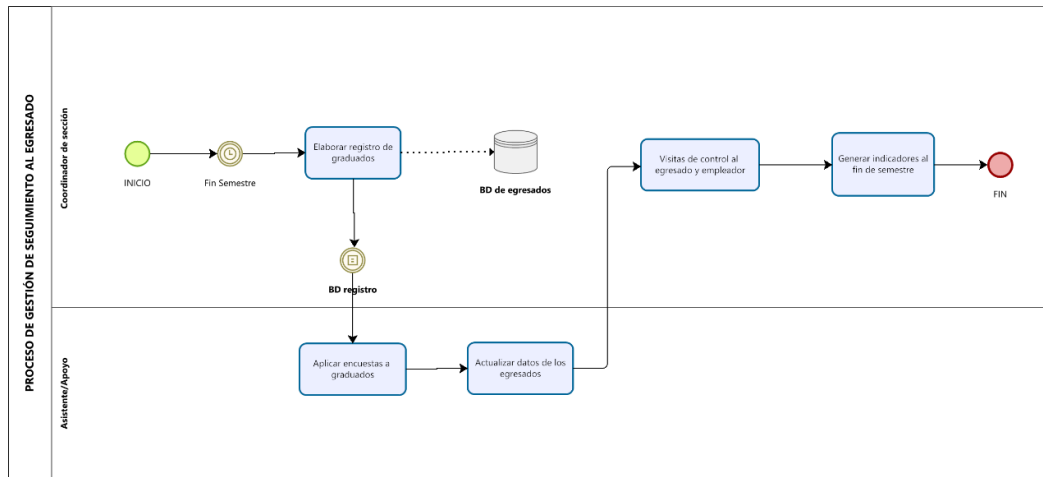 PROCESO DE GESTIÓN DE SEGUIMIENTO AL EGRESADO
Coordinador de sección
INICIO
Fin Semestre
Elaborar registro de
graduados
BD de egresados
BD registro
Visitas de control al
egresado y empleador
Generar indicadores al
fin de semestre
FIN
Asistente/Apoyo
Aplicar encuestas a
graduados
Actualizar datos de los
egresados